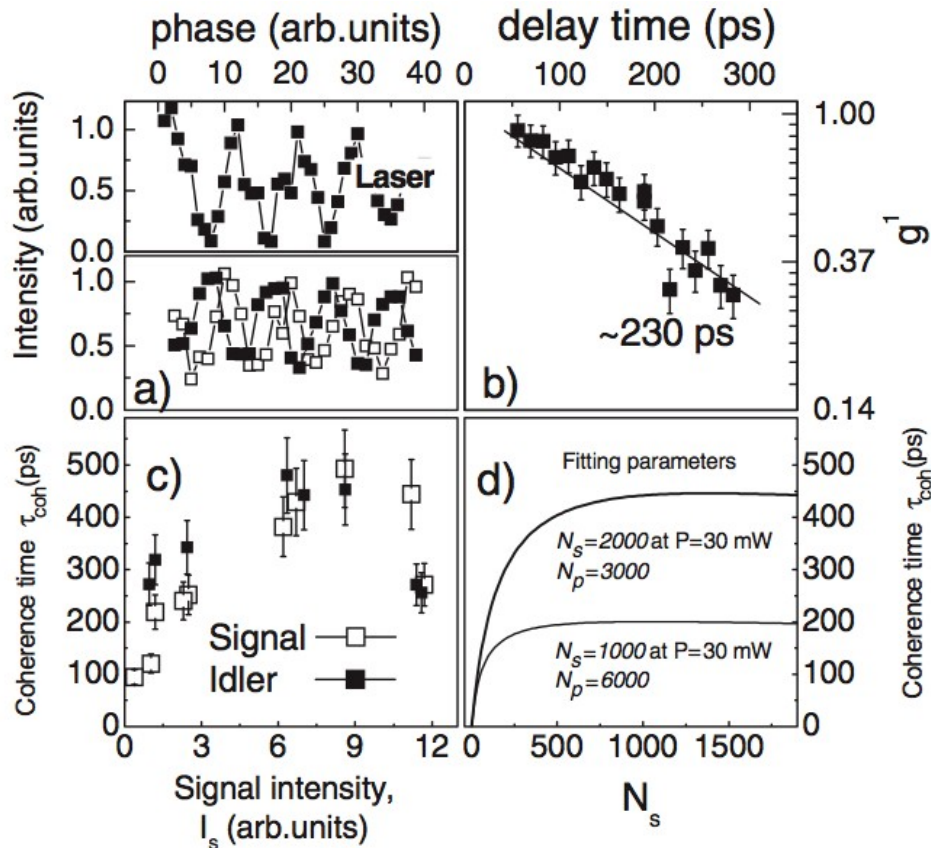 phase (arb.units)
delay time (ps)
0 10 20 30 40
0 100 200 300
Intensity (arb.units)
1.0
0.5
0.0
Laser
1.0
0.5
0.0
a)
1.00
0.37
0.14
g¹
~230 ps
b)
Coherence time τcoh(ps)
500
400
300
200
100
0
c)
Signal
Idler
0 3 6 9 12
Signal intensity,
Is (arb.units)
d)
Fitting parameters
Ns=2000 at P=30 mW
Np=3000
Ns=1000 at P=30 mW
Np=6000
500
400
300
200
100
0
Coherence time τcoh(ps)
0 500 1000 1500
Ns